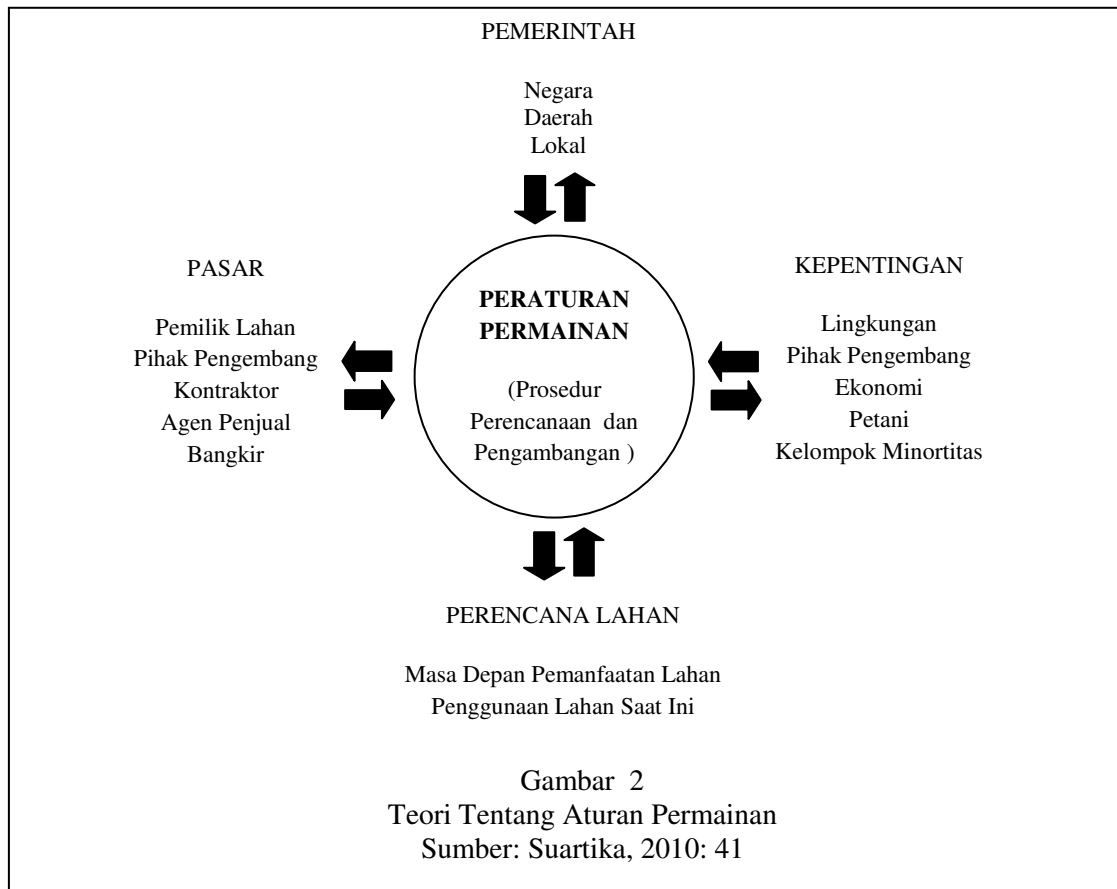 PEMERINTAH
Negara
Daerah
Lokal
PASAR
Pemilik Lahan
Pihak Pengembang
Kontraktor
Agen Penjual
Bangkir
PERATURAN
PERMAINAN
(Prosedur
Perencanaan dan
Pengambangan )
KEPENTINGAN
Lingkungan
Pihak Pengembang
Ekonomi
Petani
Kelompok Minortitas
PERENCANA LAHAN
Masa Depan Pemanfaatan Lahan
Penggunaan Lahan Saat Ini
Gambar 2
Teori Tentang Aturan Permainan
Sumber: Suartika, 2010: 41